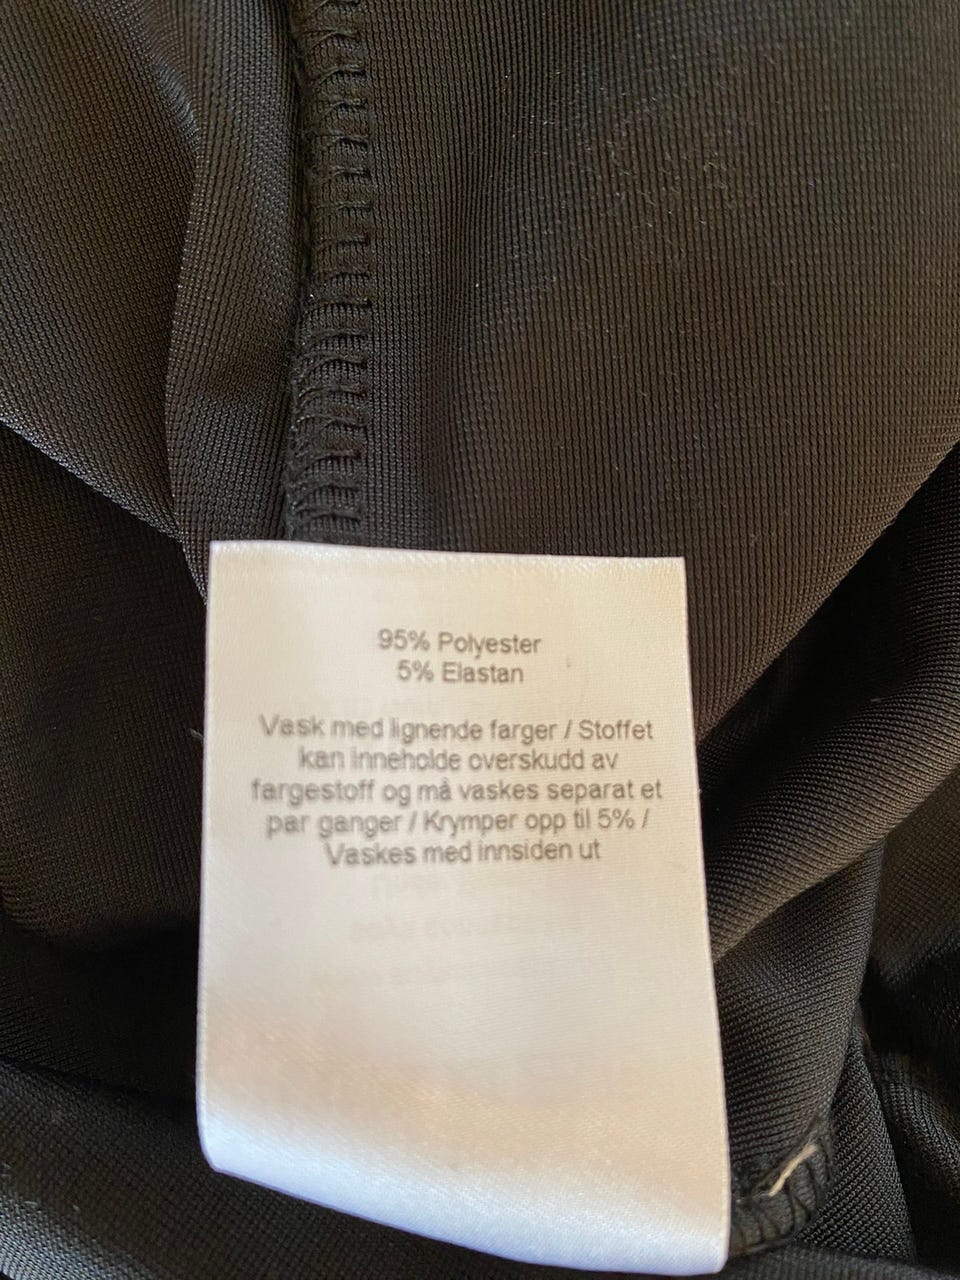 95% Polyester
5% Elastan
Vask med lignende farger / Stoffet
kan inneholde overskudd av
fargestoff og må vaskes separat et
par ganger / Krymper opp til 5% /
Vaskes med innsiden ut